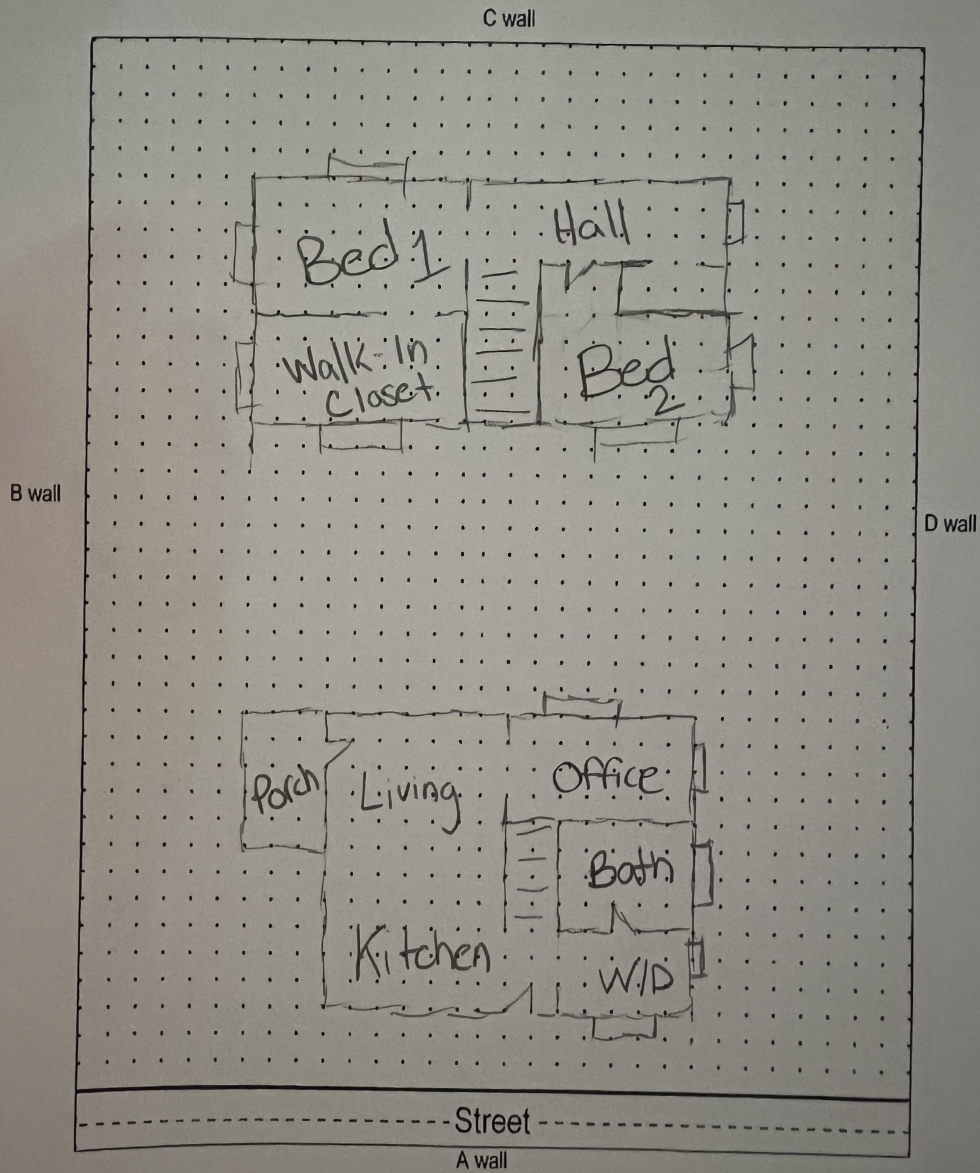 C wall
Hall
Bed 1
Walk-In
Closet
Bed
2
B wall
D wall
Porch
Living
Office
Bath
Kitchen
W/D
Street
A wall